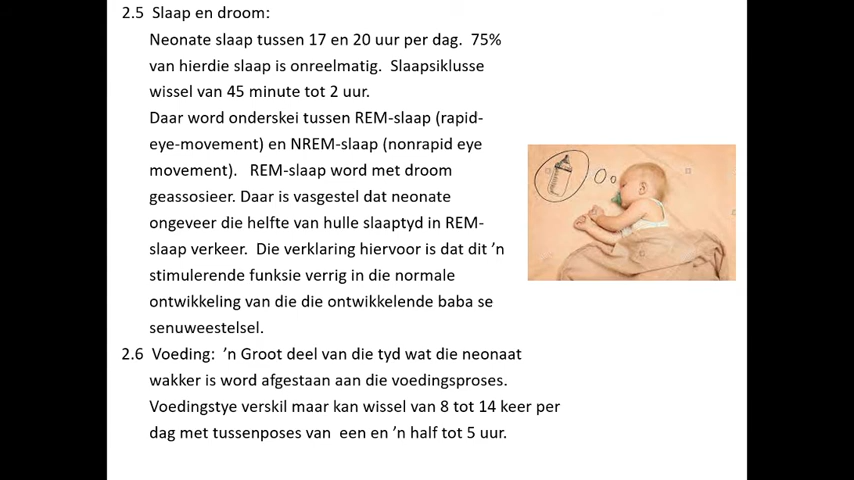 2.5 Slaap en droom:
Neonate slaap tussen 17 en 20 uur per dag. 75%
van hierdie slaap is onreelmatig. Slaapsiklusse
wissel van 45 minute tot 2 uur.
Daar word onderskei tussen REM-slaap (rapid-
eye-movement) en NREM-slaap (nonrapid eye
movement). REM-slaap word met droom
geassosieer. Daar is vasgestel dat neonate
ongeveer die helfte van hulle slaaptyd in REM-
slaap verkeer. Die verklaring hiervoor is dat dit ’n
stimulerende funksie verrig in die normale
ontwikkeling van die die ontwikkelende baba se
senuweestelsel.
2.6 Voeding: ’n Groot deel van die tyd wat die neonaat
wakker is word afgestaan aan die voedingsproses.
Voedingstye verskil maar kan wissel van 8 tot 14 keer per
dag met tussenposes van een en ’n half tot 5 uur.